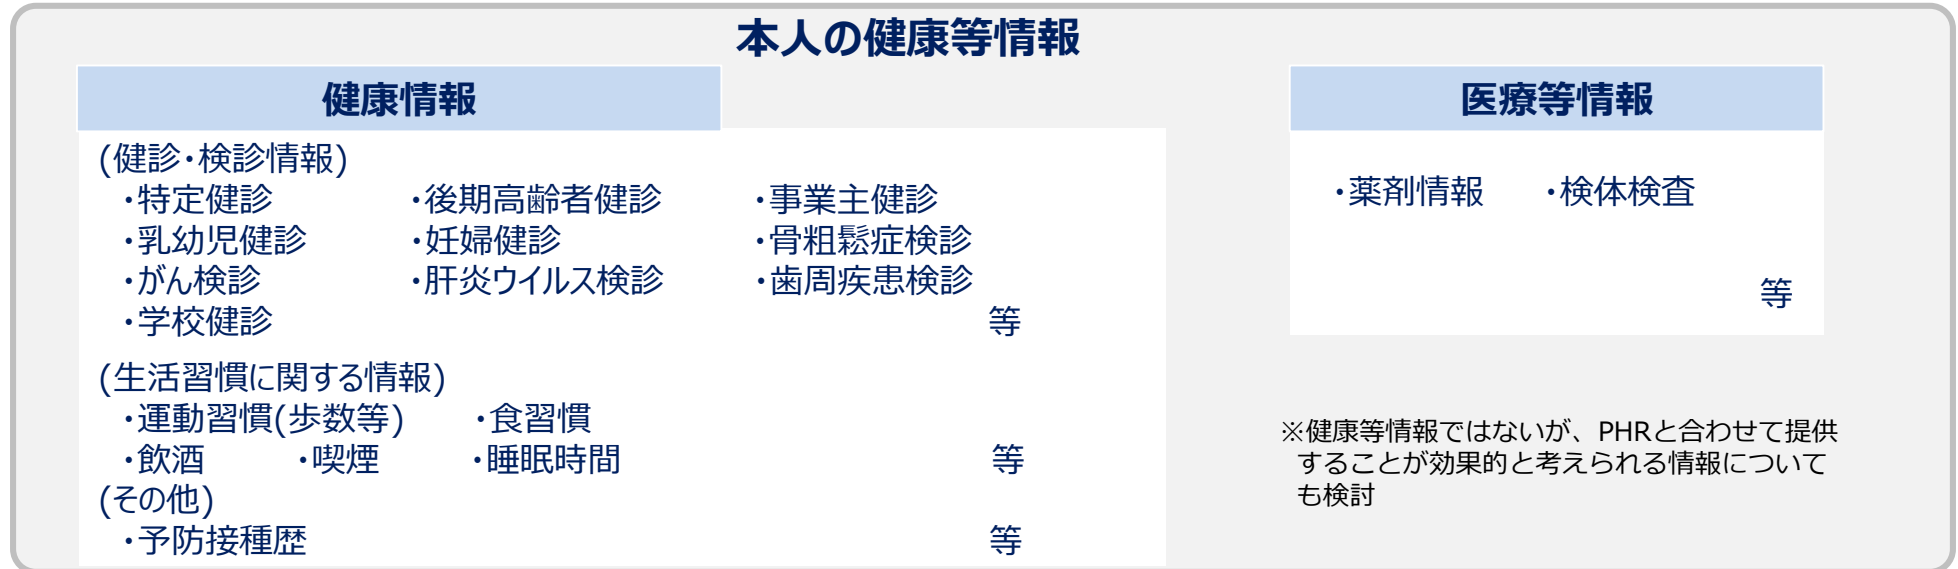 本人の健康等情報
健康情報
(健診・検診情報)
・特定健診 ・後期高齢者健診 ・事業主健診
・乳幼児健診 ・妊婦健診 ・骨粗鬆症検診
・がん検診 ・肝炎ウイルス検診 ・歯周疾患検診
・学校健診 等
(生活習慣に関する情報)
・運動習慣(歩数等) ・食習慣
・飲酒 ・喫煙 ・睡眠時間 等
(その他)
・予防接種歴 等
医療等情報
・薬剤情報 ・検体検査
等
※健康等情報ではないが、PHRと合わせて提供
することが効果的と考えられる情報について
も検討